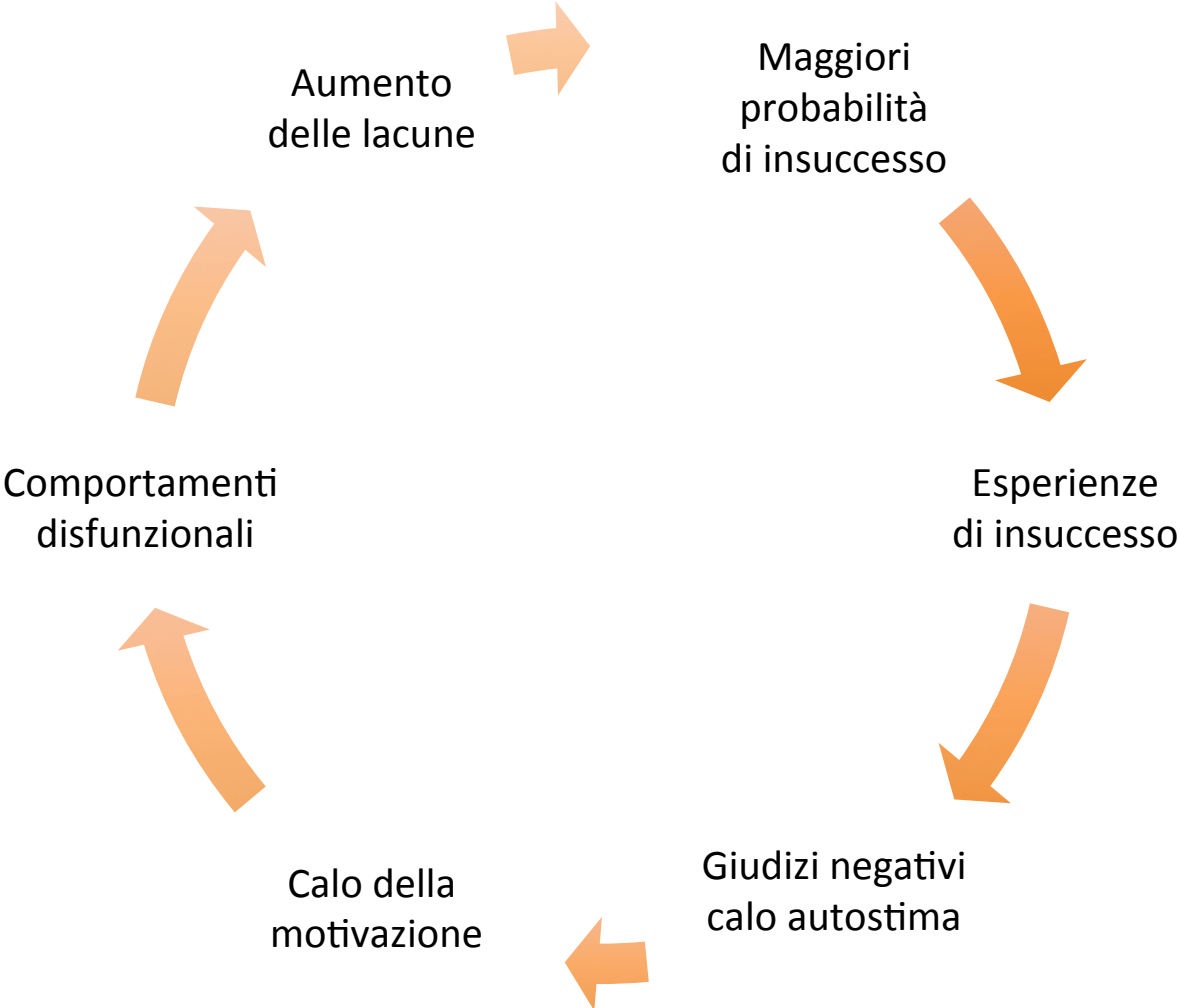 Aumento
delle lacune
Maggiori
probabilità
di insuccesso
Esperienze
di insuccesso
Giudizi negativi
calo autostima
Calo della
motivazione
Comportamenti
disfunzionali